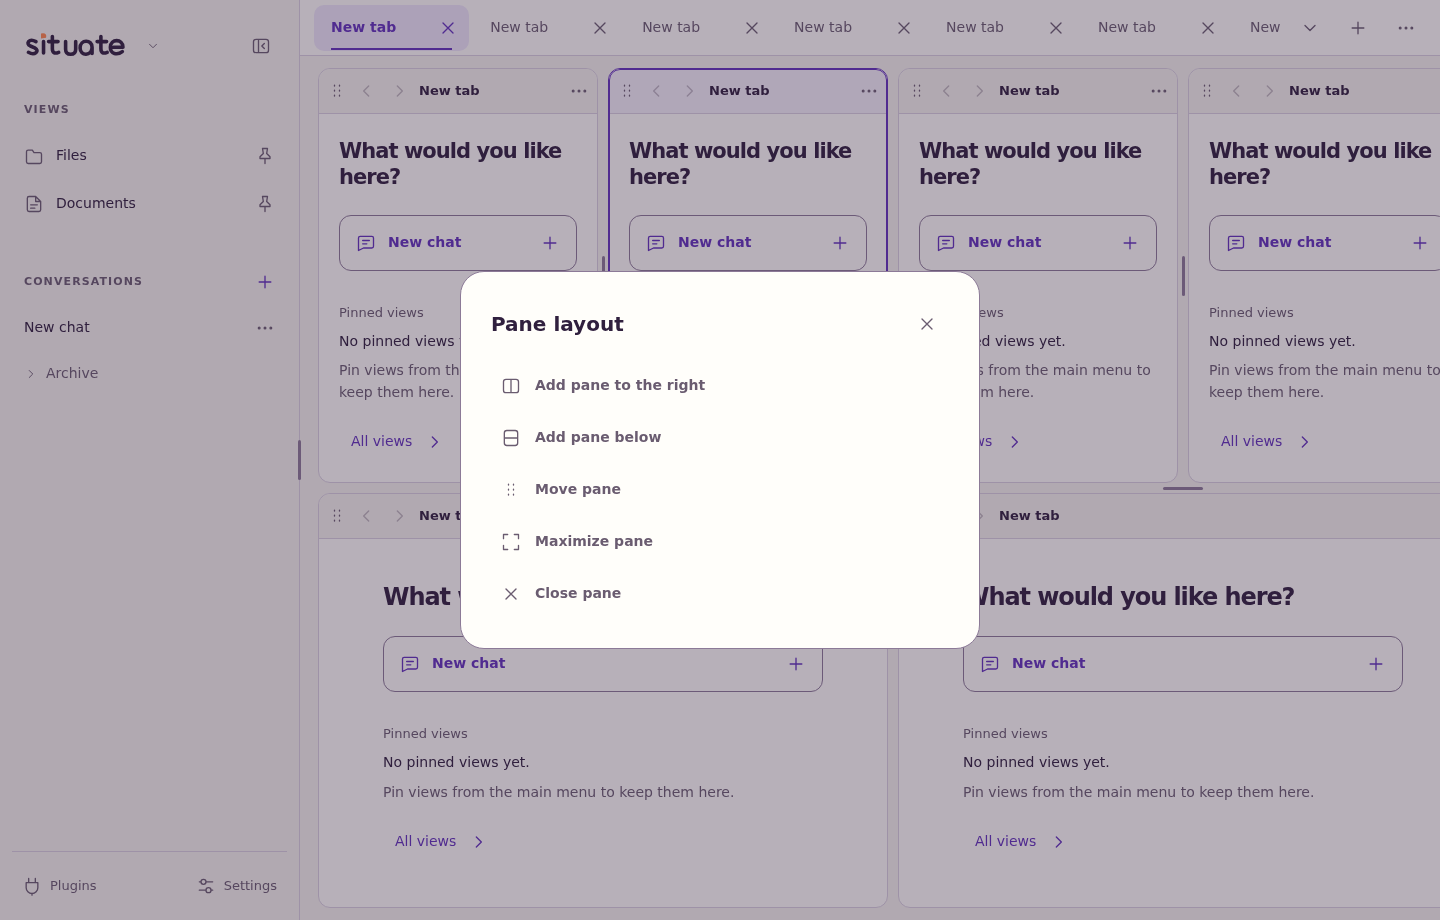 situate
New tab
New tab
New tab
New tab
New tab
New tab
New
VIEWS
Files
Documents
CONVERSATIONS
New chat
Archive
Plugins
Settings
New tab
What would you like
here?
New chat
Pinned views
No pinned views
Pin views from th
keep them here.
All views
New tab
What would you like
here?
New chat
New tab
What would you like
here?
New chat
ews
d views yet.
s from the main menu to
m here.
ws
New tab
What would you like
here?
New chat
Pinned views
No pinned views yet.
Pin views from the main menu to
keep them here.
All views
Pane layout
Add pane to the right
Add pane below
Move pane
Maximize pane
Close pane
New t
What
New chat
Pinned views
No pinned views yet.
Pin views from the main menu to keep them here.
All views
New tab
What would you like here?
New chat
Pinned views
No pinned views yet.
Pin views from the main menu to keep them here.
All views